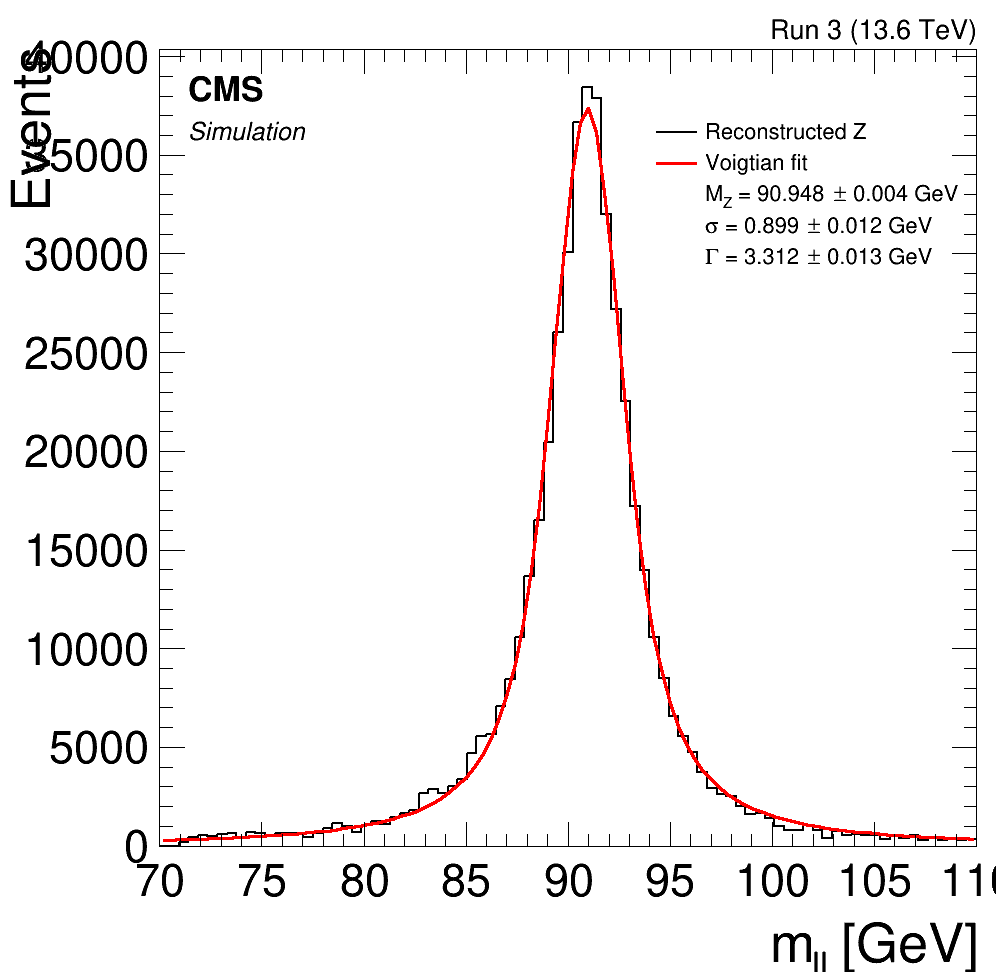 Run 3 (13.6 TeV)
Events
40000
35000
30000
25000
20000
15000
10000
5000
0
CMS
Simulation
Reconstructed Z
Voigtian fit
M_Z = 90.948 ± 0.004 GeV
σ = 0.899 ± 0.012 GeV
Γ = 3.312 ± 0.013 GeV
70 75 80 85 90 95 100 105 110
m_ll [GeV]